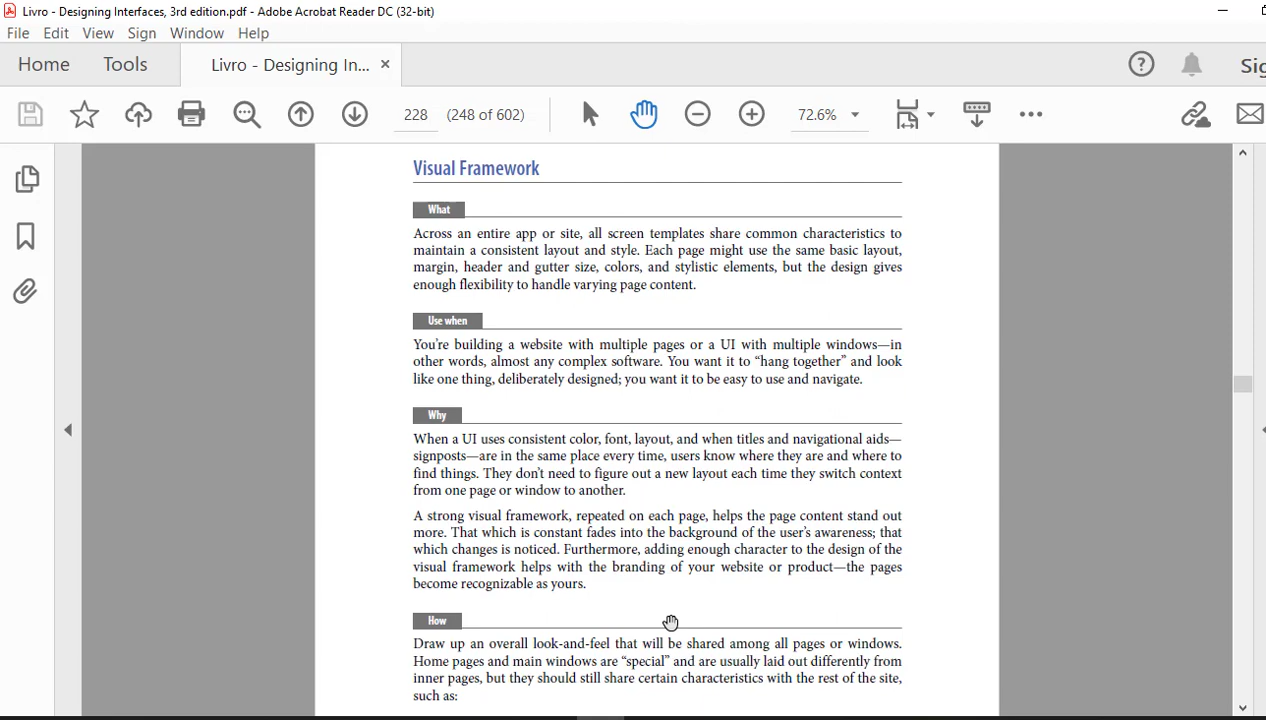 Livro - Designing Interfaces, 3rd edition.pdf - Adobe Acrobat Reader DC (32-bit)
File Edit View Sign Window Help
Home Tools Livro - Designing In... × Sig
228 (248 of 602) 72.6%
Visual Framework
What
Across an entire app or site, all screen templates share common characteristics to
maintain a consistent layout and style. Each page might use the same basic layout,
margin, header and gutter size, colors, and stylistic elements, but the design gives
enough flexibility to handle varying page content.
Use when
You’re building a website with multiple pages or a UI with multiple windows—in
other words, almost any complex software. You want it to “hang together” and look
like one thing, deliberately designed; you want it to be easy to use and navigate.
Why
When a UI uses consistent color, font, layout, and when titles and navigational aids—
signposts—are in the same place every time, users know where they are and where to
find things. They don’t need to figure out a new layout each time they switch context
from one page or window to another.
A strong visual framework, repeated on each page, helps the page content stand out
more. That which is constant fades into the background of the user’s awareness; that
which changes is noticed. Furthermore, adding enough character to the design of the
visual framework helps with the branding of your website or product—the pages
become recognizable as yours.
How
Draw up an overall look-and-feel that will be shared among all pages or windows.
Home pages and main windows are “special” and are usually laid out differently from
inner pages, but they should still share certain characteristics with the rest of the site,
such as: